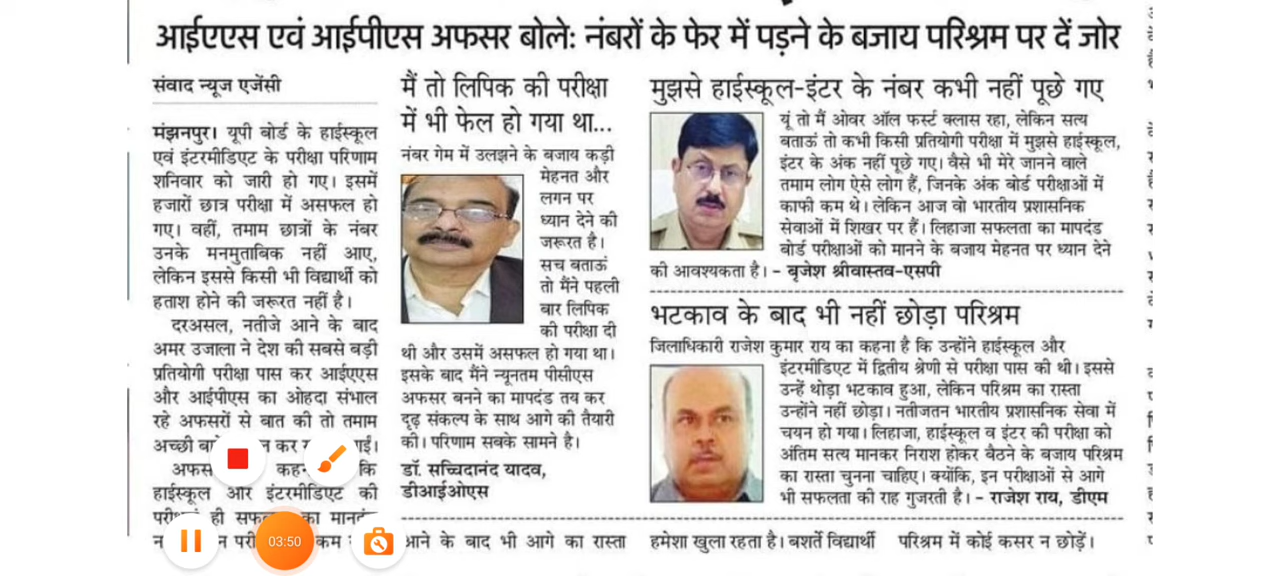 आईएएस एवं आईपीएस अफसर बोलेः नंबरों के फेर में पड़ने के बजाय परिश्रम पर दें जोर
संवाद न्यूज एजेंसी
मंझनपुर। यूपी बोर्ड के हाईस्कूल
एवं इंटरमीडिएट के परीक्षा परिणाम
शनिवार को जारी हो गए। इसमें
हजारों छात्र परीक्षा में असफल हो
गए। वहीं, तमाम छात्रों के नंबर
उनके मनमुताबिक नहीं आए,
लेकिन इससे किसी भी विद्यार्थी को
हताश होने की जरूरत नहीं है।
दरअसल, नतीजे आने के बाद
अमर उजाला ने देश की सबसे बड़ी
प्रतियोगी परीक्षा पास कर आईएएस
और आईपीएस का ओहदा संभाल
रहे अफसरों से बात की तो तमाम
अच्छी कर
कि
हाईस्कूल और इंटरमीडिएट की
ही का
कम
मैं तो लिपिक की परीक्षा
में भी फेल हो गया था...
नंबर गेम में उलझने के बजाय कड़ी
मेहनत और
लगन पर
ध्यान देने की
जरूरत है।
सच बताऊं
तो मैंने पहली
बार लिपिक
की परीक्षा दी
थी और उसमें असफल हो गया था।
इसके बाद मैंने न्यूनतम पीसीएस
अफसर बनने का मापदंड तय कर
दृढ़ संकल्प के साथ आगे की तैयारी
की। परिणाम सबके सामने है।
डॉ. सच्चिदानंद यादव,
डीआईओएस
मुझसे हाईस्कूल-इंटर के नंबर कभी नहीं पूछे गए
यूं तो मैं ओवर ऑल फर्स्ट क्लास रहा, लेकिन सत्य
बताऊं तो कभी किसी प्रतियोगी परीक्षा में मुझसे हाईस्कूल,
इंटर के अंक नहीं पूछे गए। वैसे भी मेरे जानने वाले
तमाम लोग ऐसे लोग हैं, जिनके अंक बोर्ड परीक्षाओं में
काफी कम थे। लेकिन आज वो भारतीय प्रशासनिक
सेवाओं में शिखर पर हैं। लिहाजा सफलता का मापदंड
बोर्ड परीक्षाओं को मानने के बजाय मेहनत पर ध्यान देने
की आवश्यकता है। - बृजेश श्रीवास्तव-एसपी
भटकाव के बाद भी नहीं छोड़ा परिश्रम
जिलाधिकारी राजेश कुमार राय का कहना है कि उन्होंने हाईस्कूल और
इंटरमीडिएट में द्वितीय श्रेणी से परीक्षा पास की थी। इससे
उन्हें थोड़ा भटकाव हुआ, लेकिन परिश्रम का रास्ता
उन्होंने नहीं छोड़ा। नतीजतन भारतीय प्रशासनिक सेवा में
चयन हो गया। लिहाजा, हाईस्कूल व इंटर की परीक्षा को
अंतिम सत्य मानकर निराश होकर बैठने के बजाय परिश्रम
का रास्ता चुनना चाहिए। क्योंकि, इन परीक्षाओं से आगे
भी सफलता की राह गुजरती है। - राजेश राय, डीएम
आने के बाद भी आगे का रास्ता हमेशा खुला रहता है। बशर्ते विद्यार्थी परिश्रम में कोई कसर न छोड़ें।
03:50